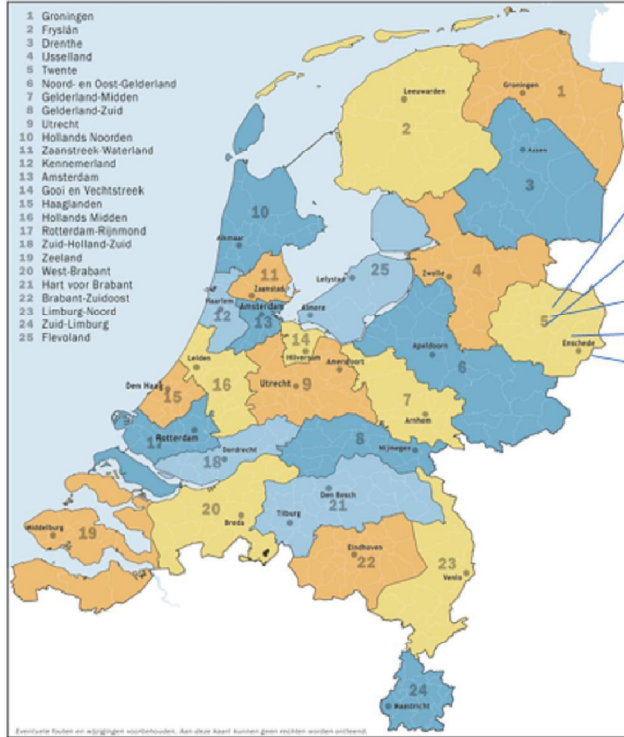 1 Groningen
2 Fryslân
3 Drenthe
4 IJsselland
5 Twente
6 Noord- en Oost-Gelderland
7 Gelderland-Midden
8 Gelderland-Zuid
9 Utrecht
10 Hollands Noorden
11 Zaanstreek-Waterland
12 Kennemerland
13 Amsterdam
14 Gooi en Vechtstreek
15 Haaglanden
16 Hollands Midden
17 Rotterdam-Rijnmond
18 Zuid-Holland-Zuid
19 Zeeland
20 West-Brabant
21 Hart voor Brabant
22 Brabant-Zuidoost
23 Limburg-Noord
24 Zuid-Limburg
25 Flevoland
Groningen
1
Leeuwarden
2
Assen
3
10
Alkmaar
11
Zaanstad
Lelystad
25
Zwolle
4
Haarlem
12
Amsterdam
13
Almere
5
Enschede
14
Hilversum
Amersfoort
Apeldoorn
6
Leiden
16
Utrecht
9
Den Haag
15
7
Arnhem
17
Rotterdam
Dordrecht
18
8
Nijmegen
Den Bosch
21
20
Breda
Tilburg
Middelburg
19
Eindhoven
22
23
Venlo
24
Maastricht
Eventuele fouten en wijzigingen voorbehouden. Aan deze kaart kunnen geen rechten worden ontleend.